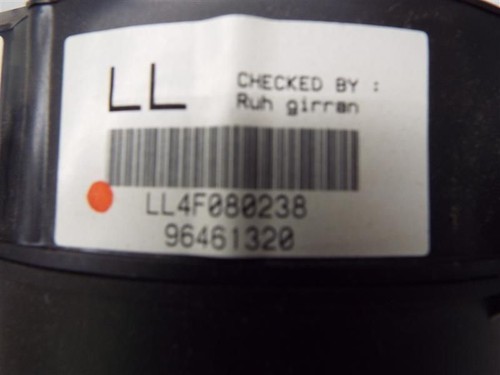 LL
CHECKED BY :
Ruh girran
LL4F080238
96461320